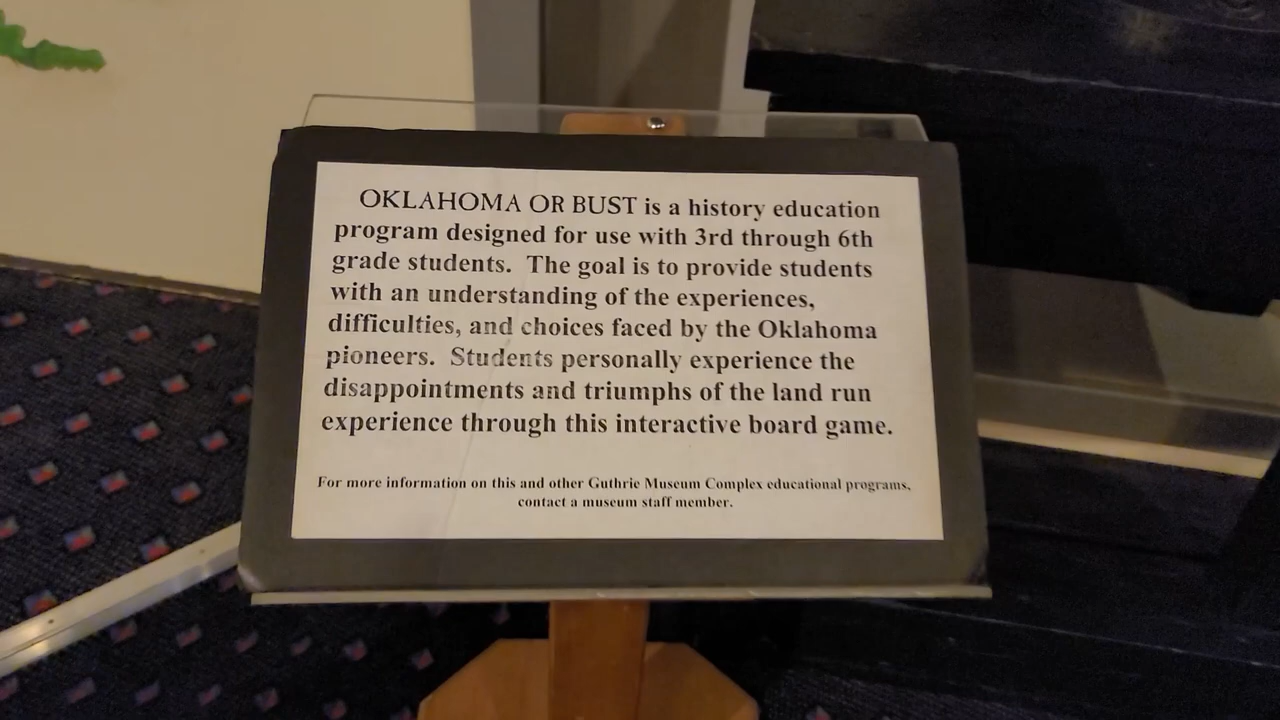 OKLAHOMA OR BUST is a history education
program designed for use with 3rd through 6th
grade students. The goal is to provide students
with an understanding of the experiences,
difficulties, and choices faced by the Oklahoma
pioneers. Students personally experience the
disappointments and triumphs of the land run
experience through this interactive board game.
For more information on this and other Guthrie Museum Complex educational programs,
contact a museum staff member.